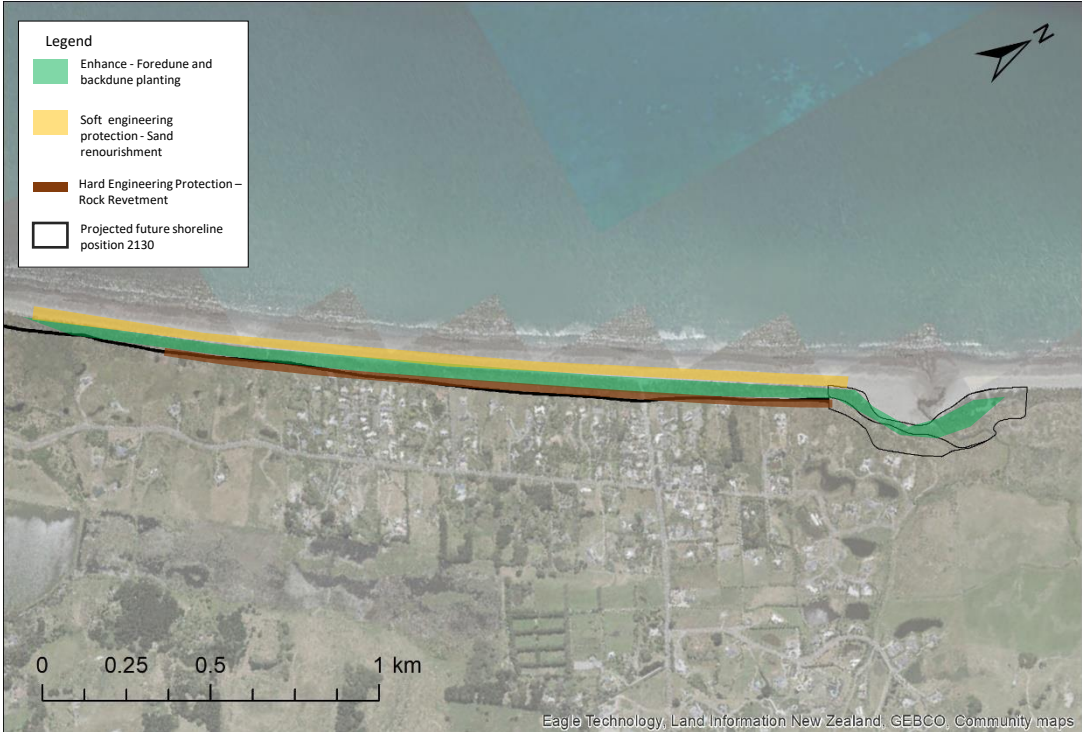 Legend
Enhance - Foredune and
backdune planting
Soft engineering
protection - Sand
renourishment
Hard Engineering Protection –
Rock Revetment
Projected future shoreline
position 2130
N
0 0.25 0.5 1 km
Eagle Technology, Land Information New Zealand, GEBCO, Community maps